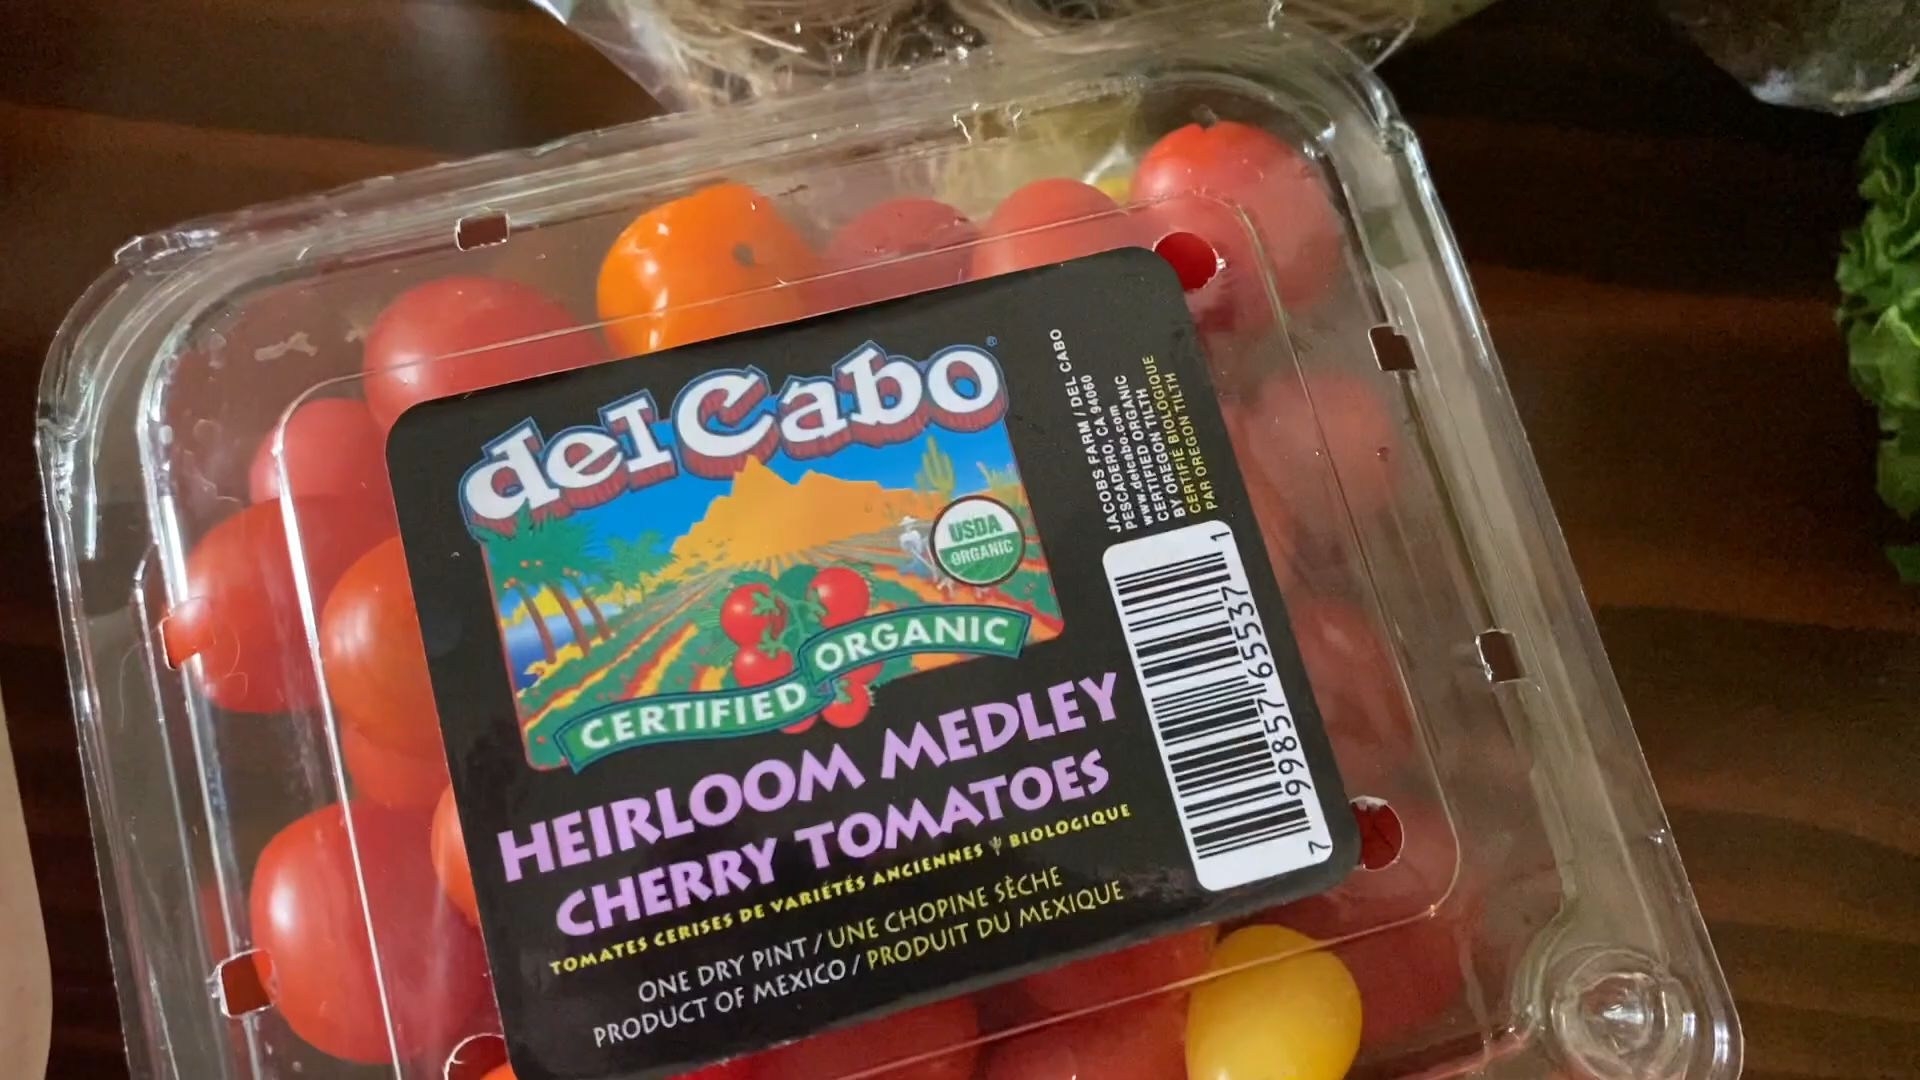 del Cabo®
USDA
ORGANIC
CERTIFIED ORGANIC
HEIRLOOM MEDLEY
CHERRY TOMATOES
TOMATES CERISES DE VARIÉTÉS ANCIENNES BIOLOGIQUE
ONE DRY PINT / UNE CHOPINE SÈCHE
PRODUCT OF MEXICO / PRODUIT DU MEXIQUE
JACOBS FARM / DEL CABO
PESCADERO, CA 94060
www.delcabo.com
CERTIFIED ORGANIC
BY OREGON TILTH
CERTIFIÉ BIOLOGIQUE
PAR OREGON TILTH
7 99857 65537 1